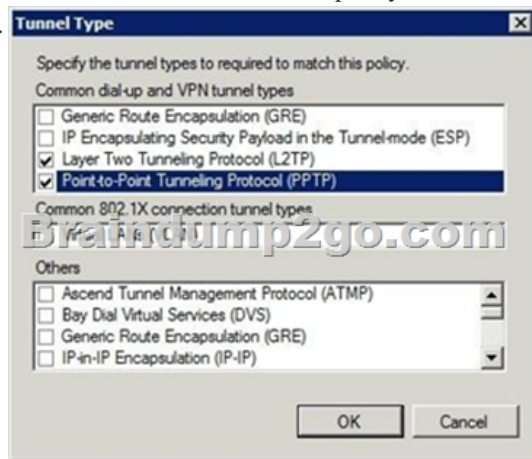 Tunnel Type
Specify the tunnel types to required to match this policy.
Common dial-up and VPN tunnel types
Generic Route Encapsulation (GRE)
IP Encapsulating Security Payload in the Tunnel-mode (ESP)
Layer Two Tunneling Protocol (L2TP)
Point-to-Point Tunneling Protocol (PPTP)
Common 802.1X connection tunnel types
Braindump2go.com
Others
Ascend Tunnel Management Protocol (ATMP)
Bay Dial Virtual Services (DVS)
Generic Route Encapsulation (GRE)
IP-in-IP Encapsulation (IP-IP)
OK
Cancel